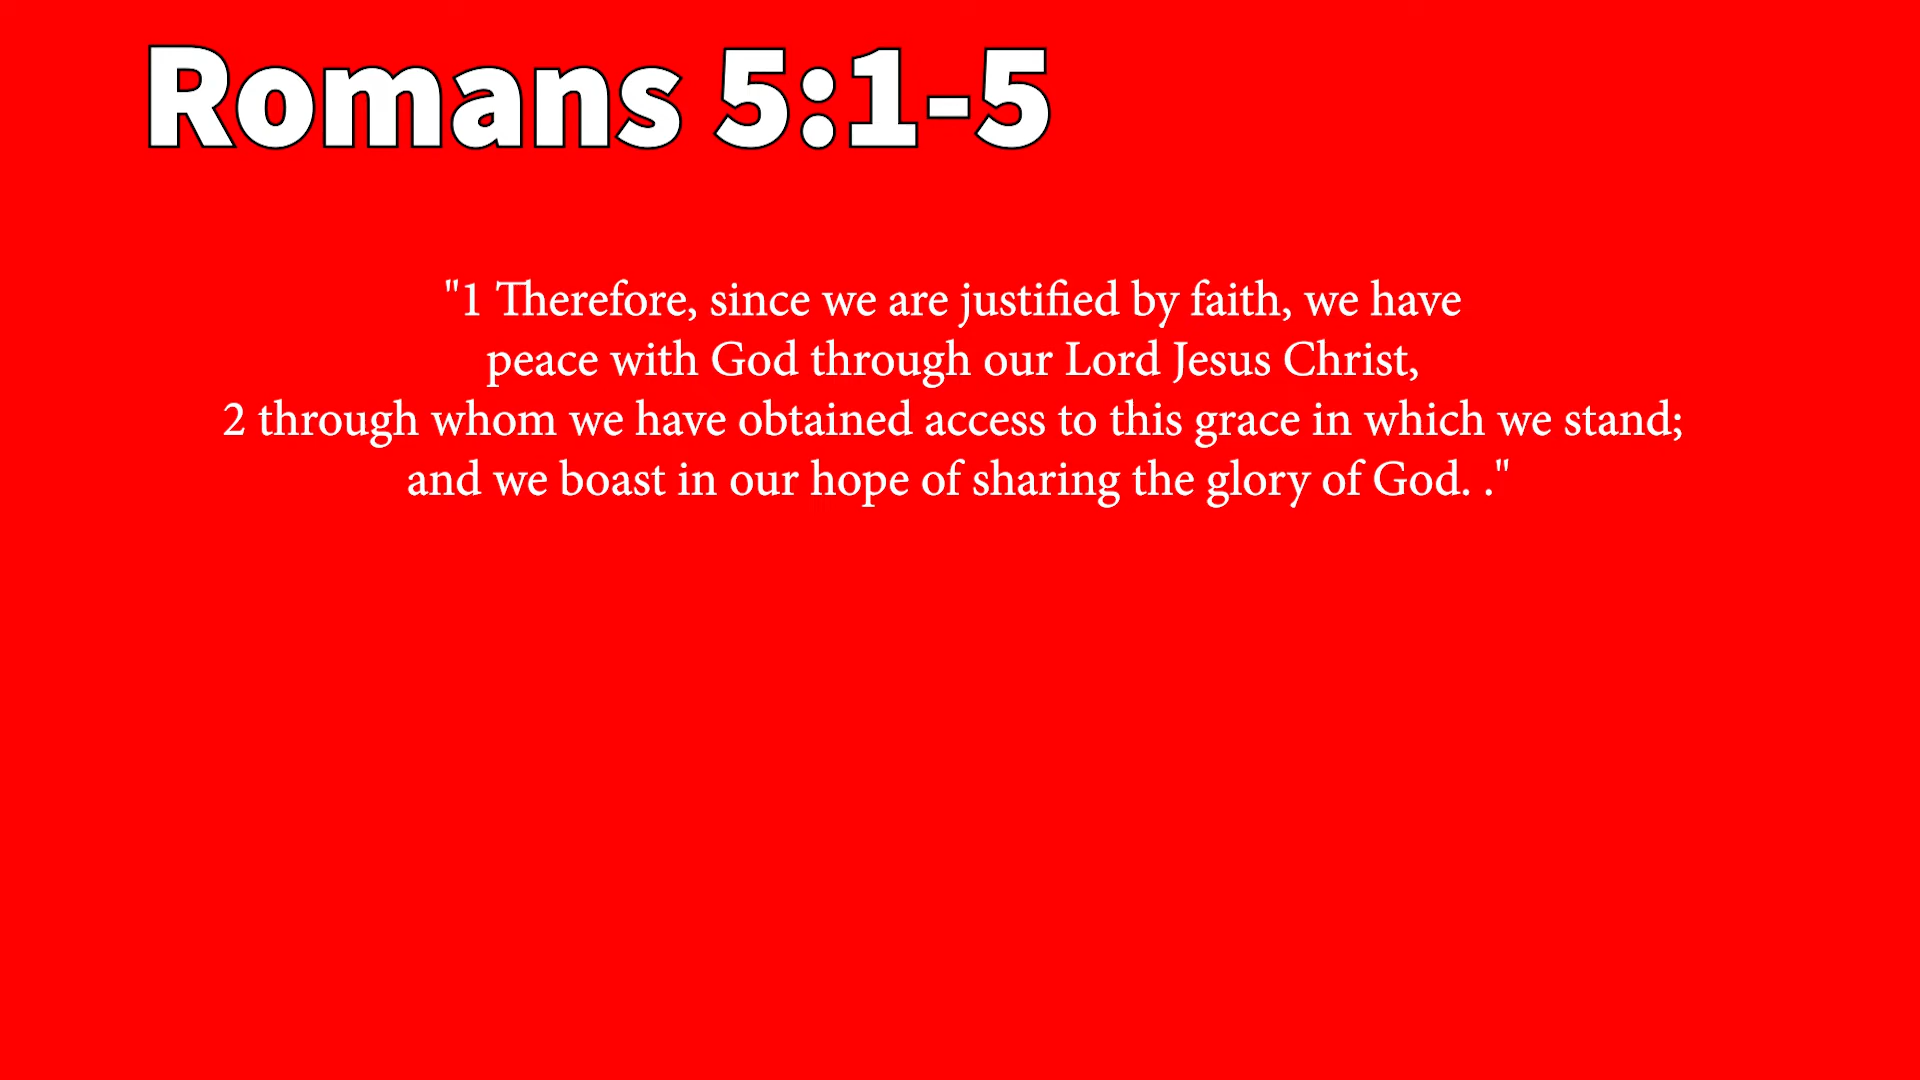 Romans 5:1-5
"1 Therefore, since we are justified by faith, we have
peace with God through our Lord Jesus Christ,
2 through whom we have obtained access to this grace in which we stand;
and we boast in our hope of sharing the glory of God. ."